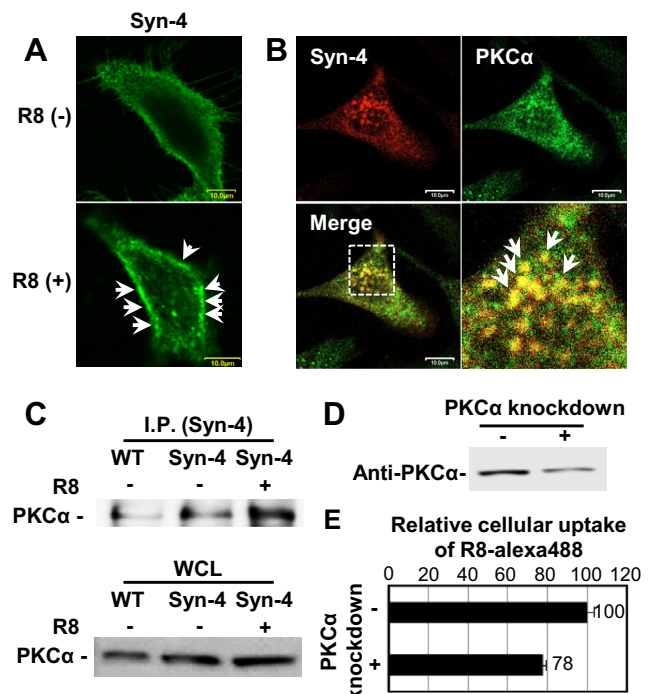 Syn-4
A
R8 (-)
10.0μm
R8 (+)
10.0μm
B
Syn-4
PKCα
10.0μm
10.0μm
Merge
10.0μm
C
I.P. (Syn-4)
WT Syn-4 Syn-4
R8 - - +
PKCα -
WCL
WT Syn-4 Syn-4
R8 - - +
PKCα -
D
PKCα knockdown
- +
Anti-PKCα-
E
Relative cellular uptake
of R8-alexa488
0 20 40 60 80 100 120
PKCα
knockdown
- 100
+ 78